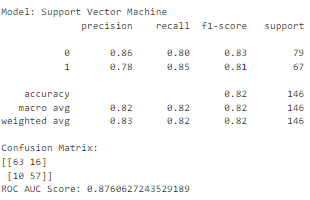 Model: Support Vector Machine
precision recall f1-score support
0 0.86 0.80 0.83 79
1 0.78 0.85 0.81 67
accuracy 0.82 146
macro avg 0.82 0.82 0.82 146
weighted avg 0.83 0.82 0.82 146
Confusion Matrix:
[[63 16]
[10 57]]
ROC AUC Score: 0.8760627243529189